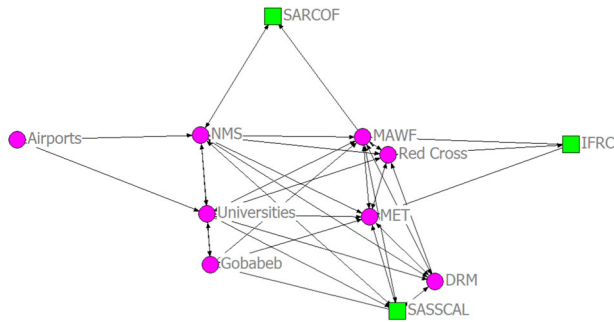 SARCOF
Airports
NMS
MAWF
Red Cross
IFRC
Universities
MET
Gobabeb
DRM
SASSCAL